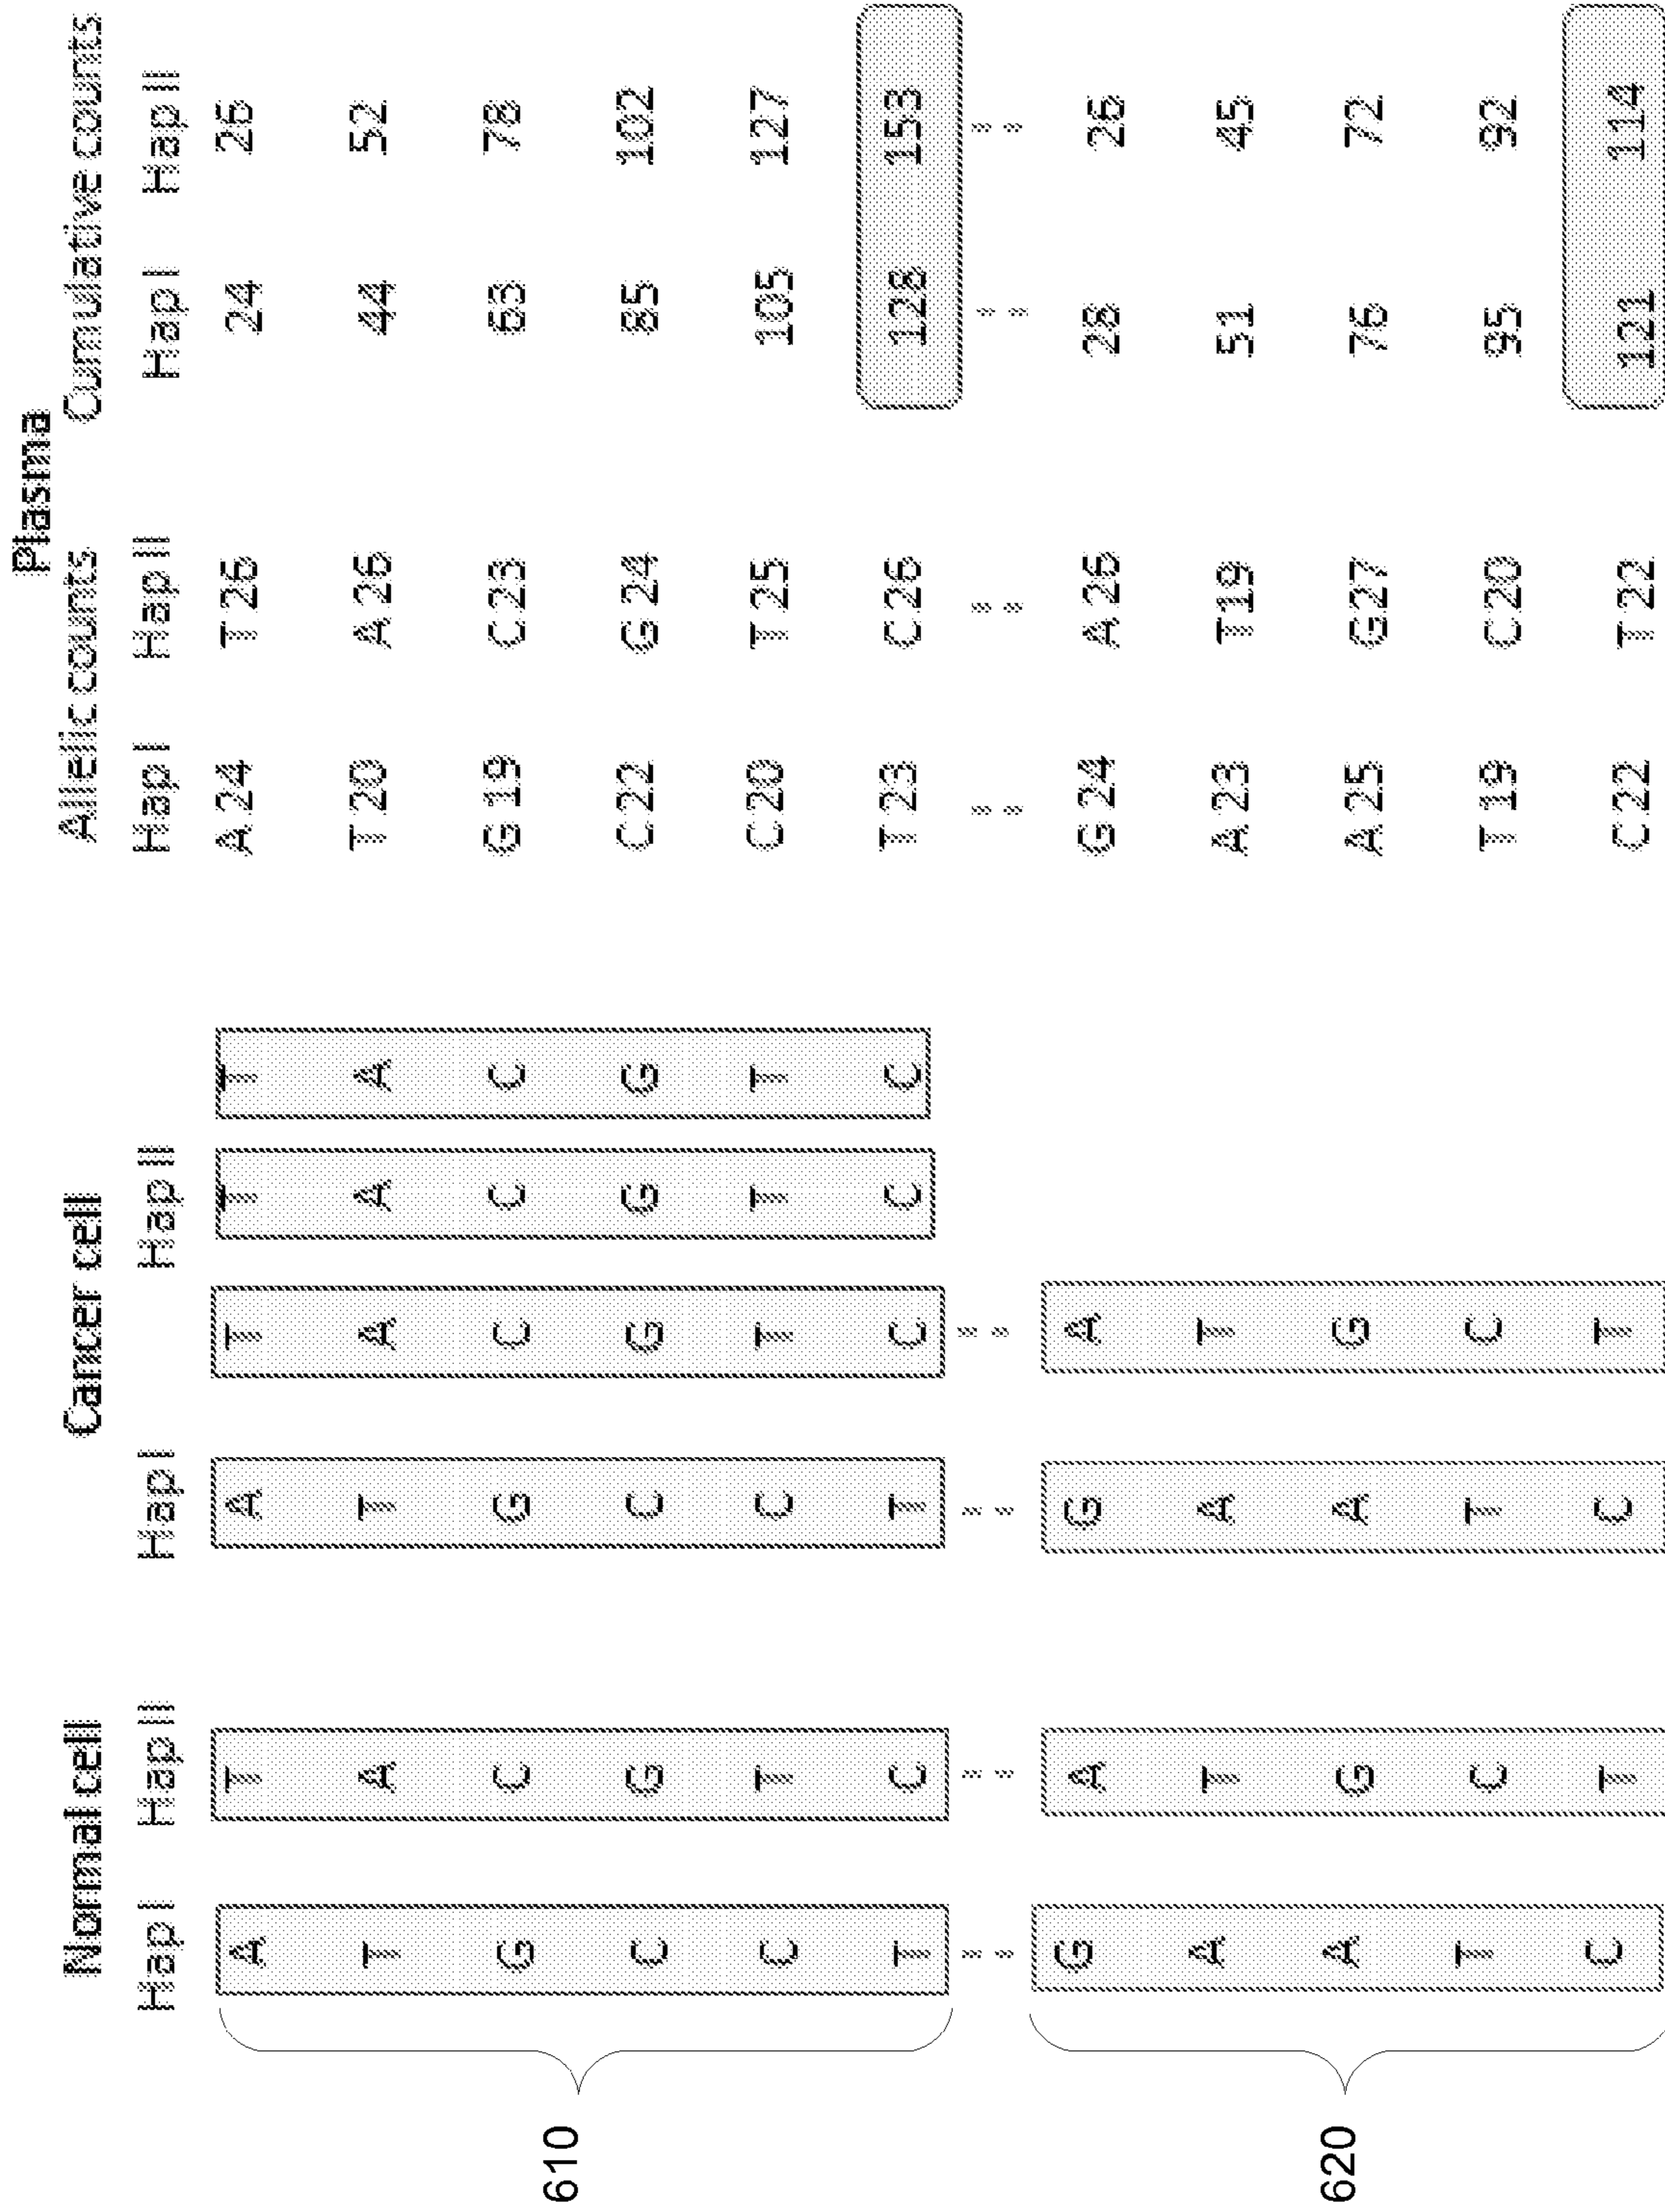 Plasma
Normal cell Cancer cell Allelic counts Cumulative counts
Hap I Hap II Hap I Hap II Hap I Hap II Hap I Hap II
A T A T T T A 24 T 26 24 26
T A T A A A T 20 A 26 44 52
G C G C C C G 19 C 23 63 78
610
C G C G G G C 22 G 24 85 102
C T C T T T C 20 T 25 105 127
T C T C C C T 23 C 26 128 153
G A G A G 24 A 26 28 26
A T A T A 23 T19 51 45
620 A G A G A 25 G27 76 72
T C T C T 19 C20 95 92
C T C T C 22 T 22 121 114